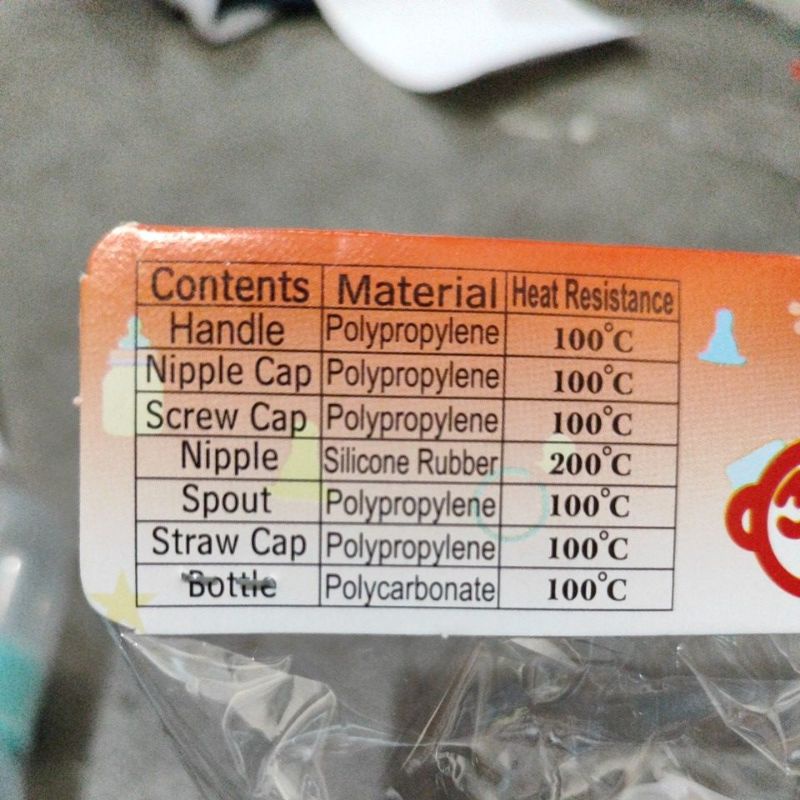 Contents Material Heat Resistance
Handle Polypropylene 100°C
Nipple Cap Polypropylene 100°C
Screw Cap Polypropylene 100°C
Nipple Silicone Rubber 200°C
Spout Polypropylene 100°C
Straw Cap Polypropylene 100°C
Bottle Polycarbonate 100°C